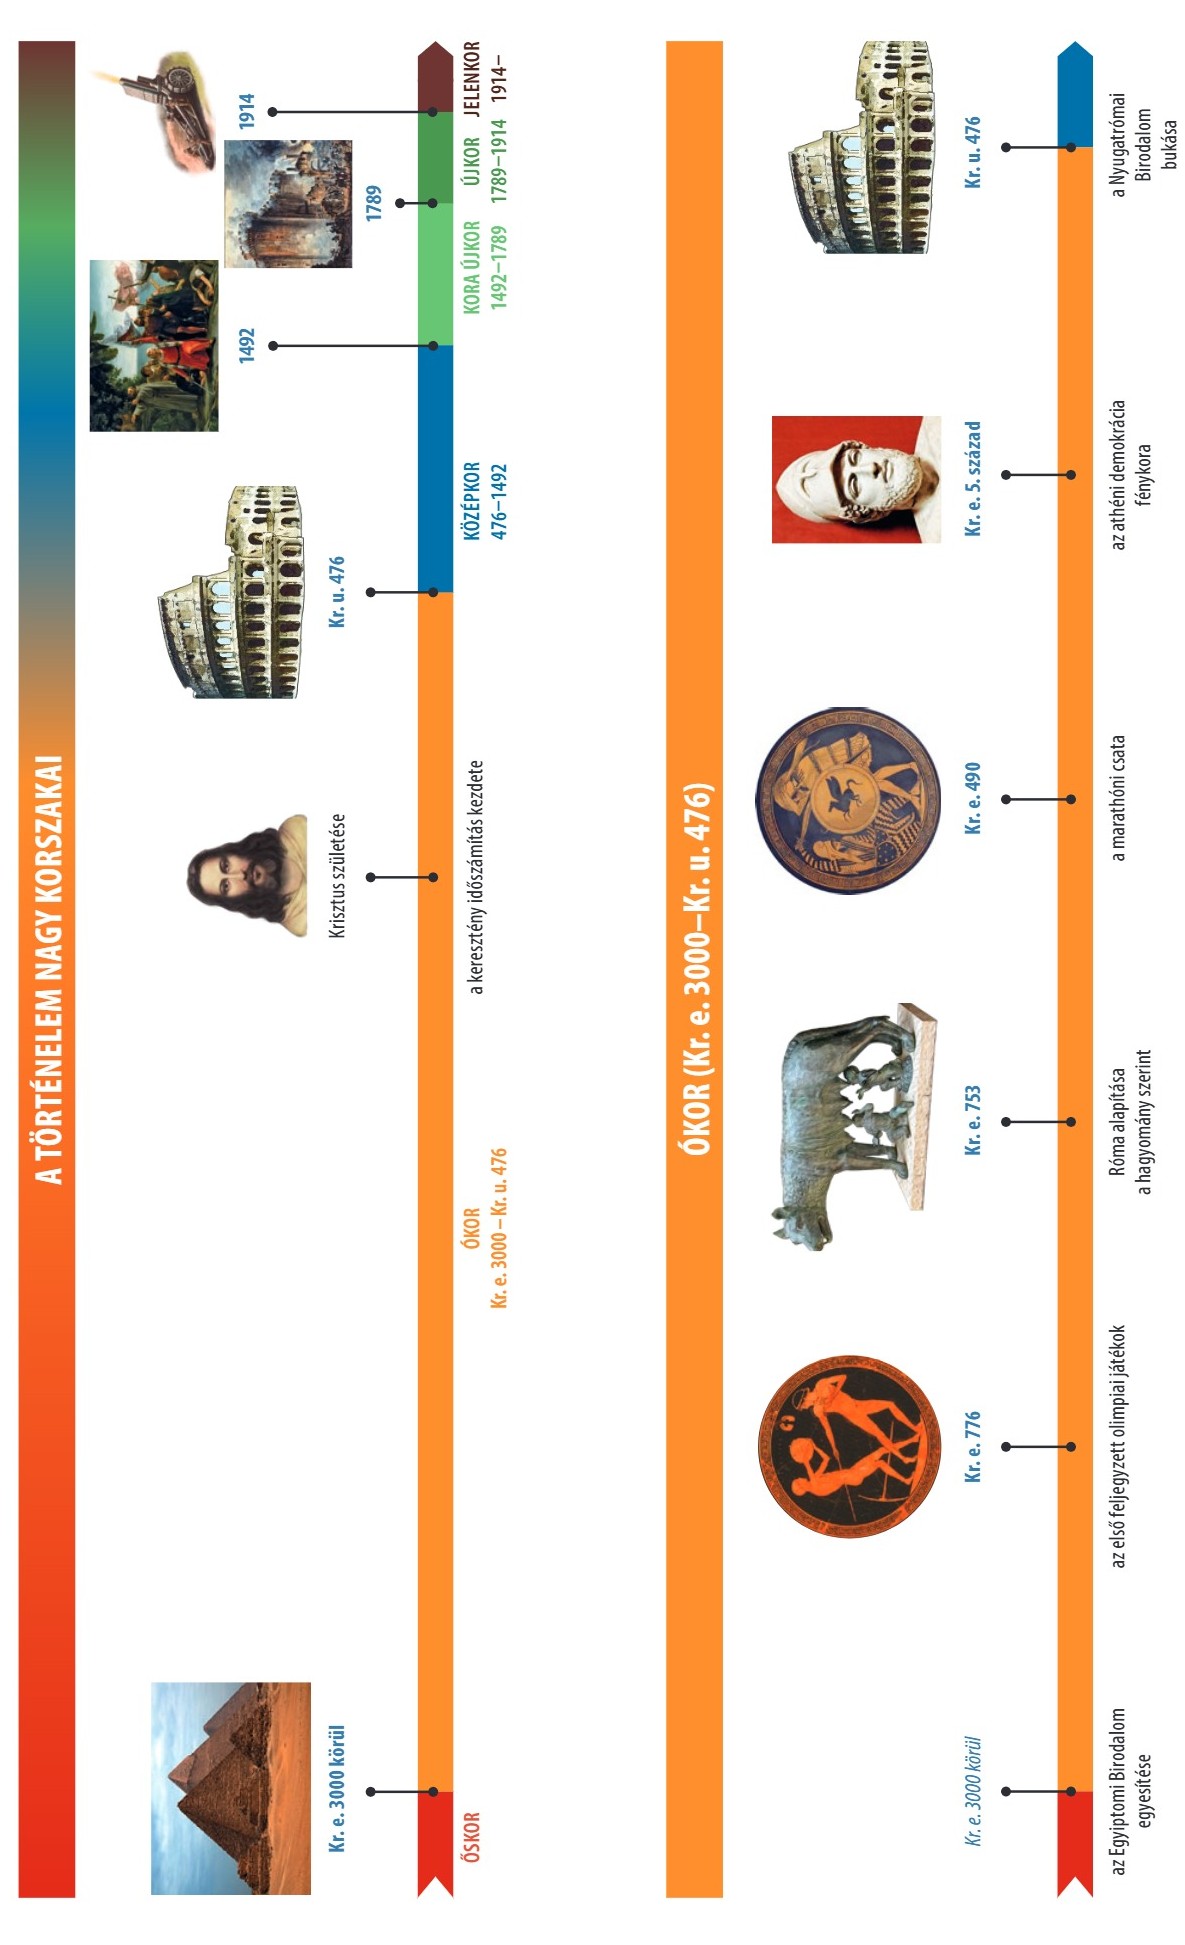 A TÖRTÉNELEM NAGY KORSZAKAI
Kr. e. 3000 körül
Krisztus születése
Kr. u. 476
1492
1789
1914
ŐSKOR
ÓKOR
Kr. e. 3000 – Kr. u. 476
a keresztény időszámítás kezdete
KÖZÉPKOR
476–1492
KORA ÚJKOR
1492–1789
ÚJKOR
1789–1914
JELENKOR
1914–
ÓKOR (Kr. e. 3000–Kr. u. 476)
Kr. e. 3000 körül
az Egyiptomi Birodalom
egyesítése
Kr. e. 776
az első feljegyzett olimpiai játékok
Kr. e. 753
Róma alapítása
a hagyomány szerint
Kr. e. 490
a marathóni csata
Kr. e. 5. század
az athéni demokrácia
fénykora
Kr. u. 476
a Nyugatrómai
Birodalom
bukása